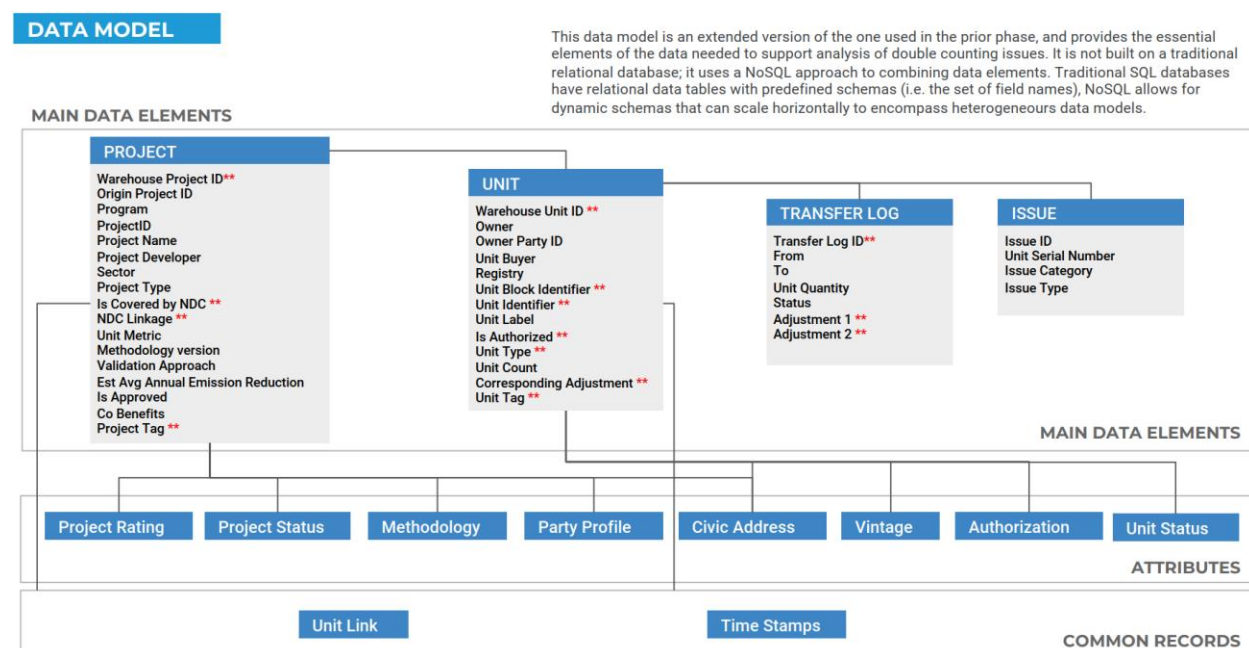 DATA MODEL
This data model is an extended version of the one used in the prior phase, and provides the essential
elements of the data needed to support analysis of double counting issues. It is not built on a traditional
relational database; it uses a NoSQL approach to combining data elements. Traditional SQL databases
have relational data tables with predefined schemas (i.e. the set of field names), NoSQL allows for
dynamic schemas that can scale horizontally to encompass heterogeneours data models.
MAIN DATA ELEMENTS
PROJECT
Warehouse Project ID**
Origin Project ID
Program
ProjectID
Project Name
Project Developer
Sector
Project Type
Is Covered by NDC **
NDC Linkage **
Unit Metric
Methodology version
Validation Approach
Est Avg Annual Emission Reduction
Is Approved
Co Benefits
Project Tag **
UNIT
Warehouse Unit ID **
Owner
Owner Party ID
Unit Buyer
Registry
Unit Block Identifier **
Unit Identifier **
Unit Label
Is Authorized **
Unit Type **
Unit Count
Corresponding Adjustment **
Unit Tag **
TRANSFER LOG
Transfer Log ID**
From
To
Unit Quantity
Status
Adjustment 1 **
Adjustment 2 **
ISSUE
Issue ID
Unit Serial Number
Issue Category
Issue Type
MAIN DATA ELEMENTS
Project Rating
Project Status
Methodology
Party Profile
Civic Address
Vintage
Authorization
Unit Status
ATTRIBUTES
Unit Link
Time Stamps
COMMON RECORDS